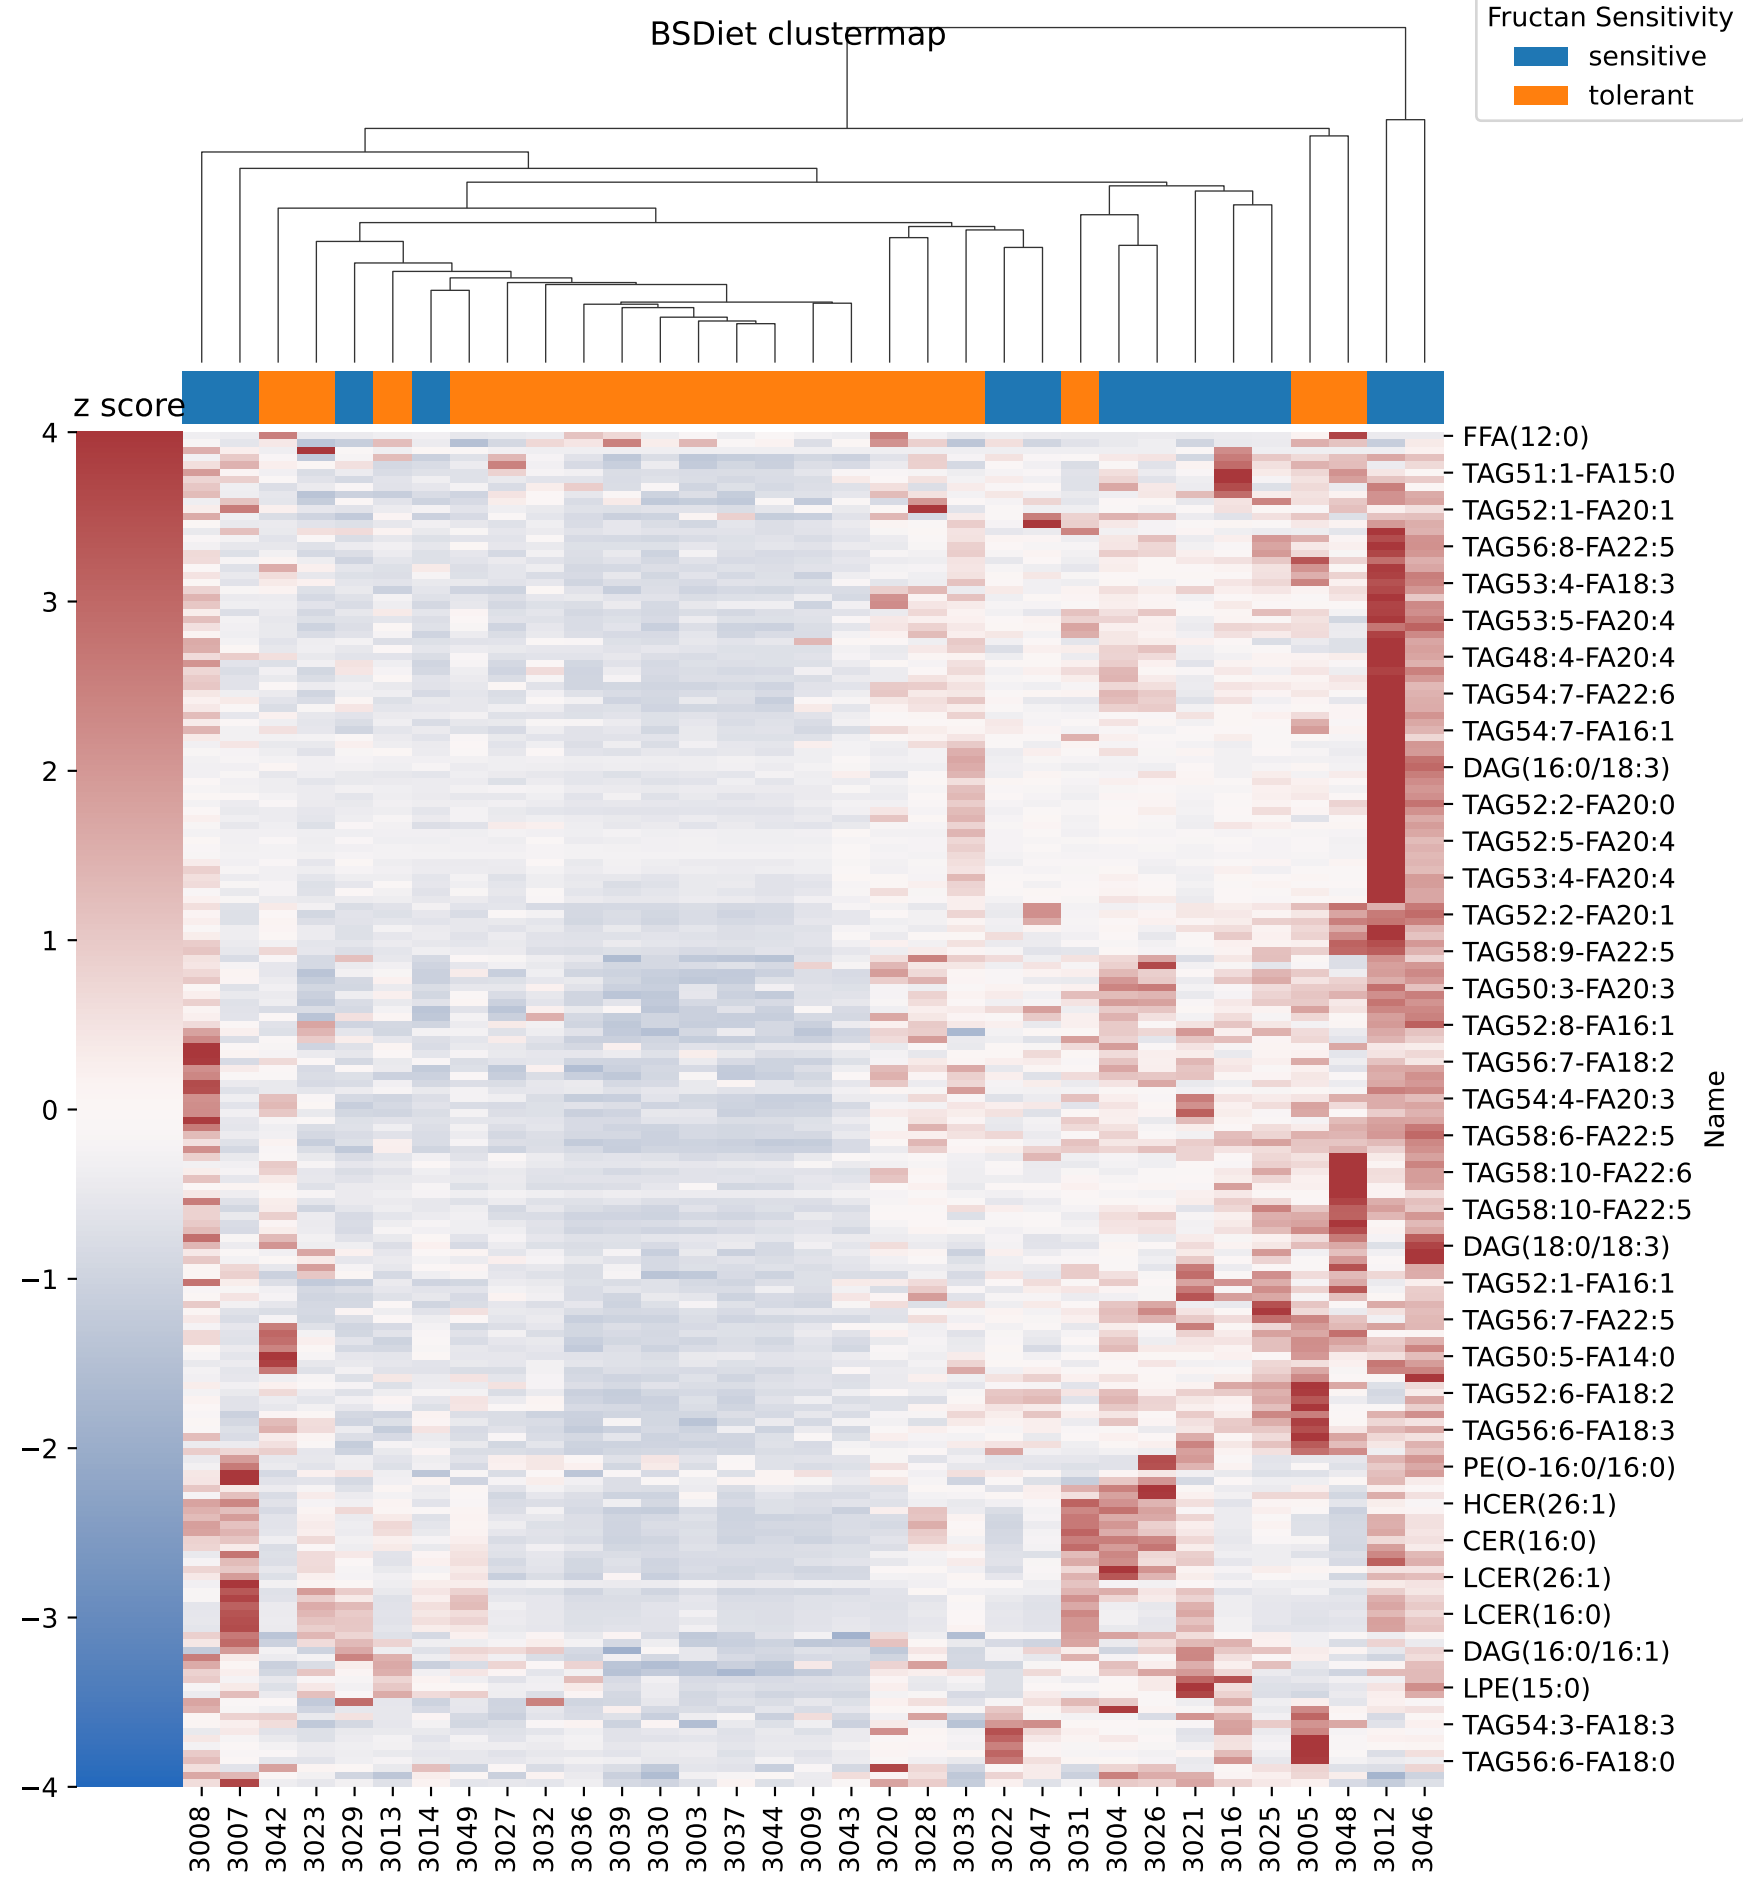 BSDiet clustermap
Fructan Sensitivity
sensitive
tolerant
z score
4
3
2
1
0
−1
−2
−3
−4
FFA(12:0)
TAG51:1-FA15:0
TAG52:1-FA20:1
TAG56:8-FA22:5
TAG53:4-FA18:3
TAG53:5-FA20:4
TAG48:4-FA20:4
TAG54:7-FA22:6
TAG54:7-FA16:1
DAG(16:0/18:3)
TAG52:2-FA20:0
TAG52:5-FA20:4
TAG53:4-FA20:4
TAG52:2-FA20:1
TAG58:9-FA22:5
TAG50:3-FA20:3
TAG52:8-FA16:1
TAG56:7-FA18:2
TAG54:4-FA20:3
TAG58:6-FA22:5
TAG58:10-FA22:6
TAG58:10-FA22:5
DAG(18:0/18:3)
TAG52:1-FA16:1
TAG56:7-FA22:5
TAG50:5-FA14:0
TAG52:6-FA18:2
TAG56:6-FA18:3
PE(O-16:0/16:0)
HCER(26:1)
CER(16:0)
LCER(26:1)
LCER(16:0)
DAG(16:0/16:1)
LPE(15:0)
TAG54:3-FA18:3
TAG56:6-FA18:0
Name
3008
3007
3042
3023
3029
3013
3014
3049
3027
3032
3036
3039
3030
3003
3037
3044
3009
3043
3020
3028
3033
3022
3047
3031
3004
3026
3021
3016
3025
3005
3048
3012
3046